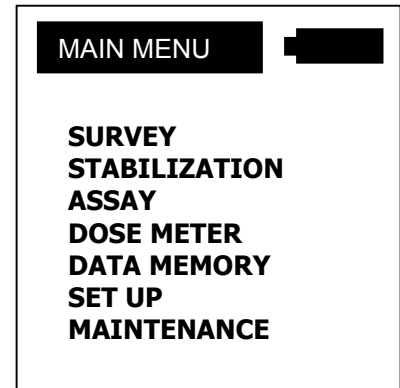 MAIN MENU
SURVEY
STABILIZATION
ASSAY
DOSE METER
DATA MEMORY
SET UP
MAINTENANCE